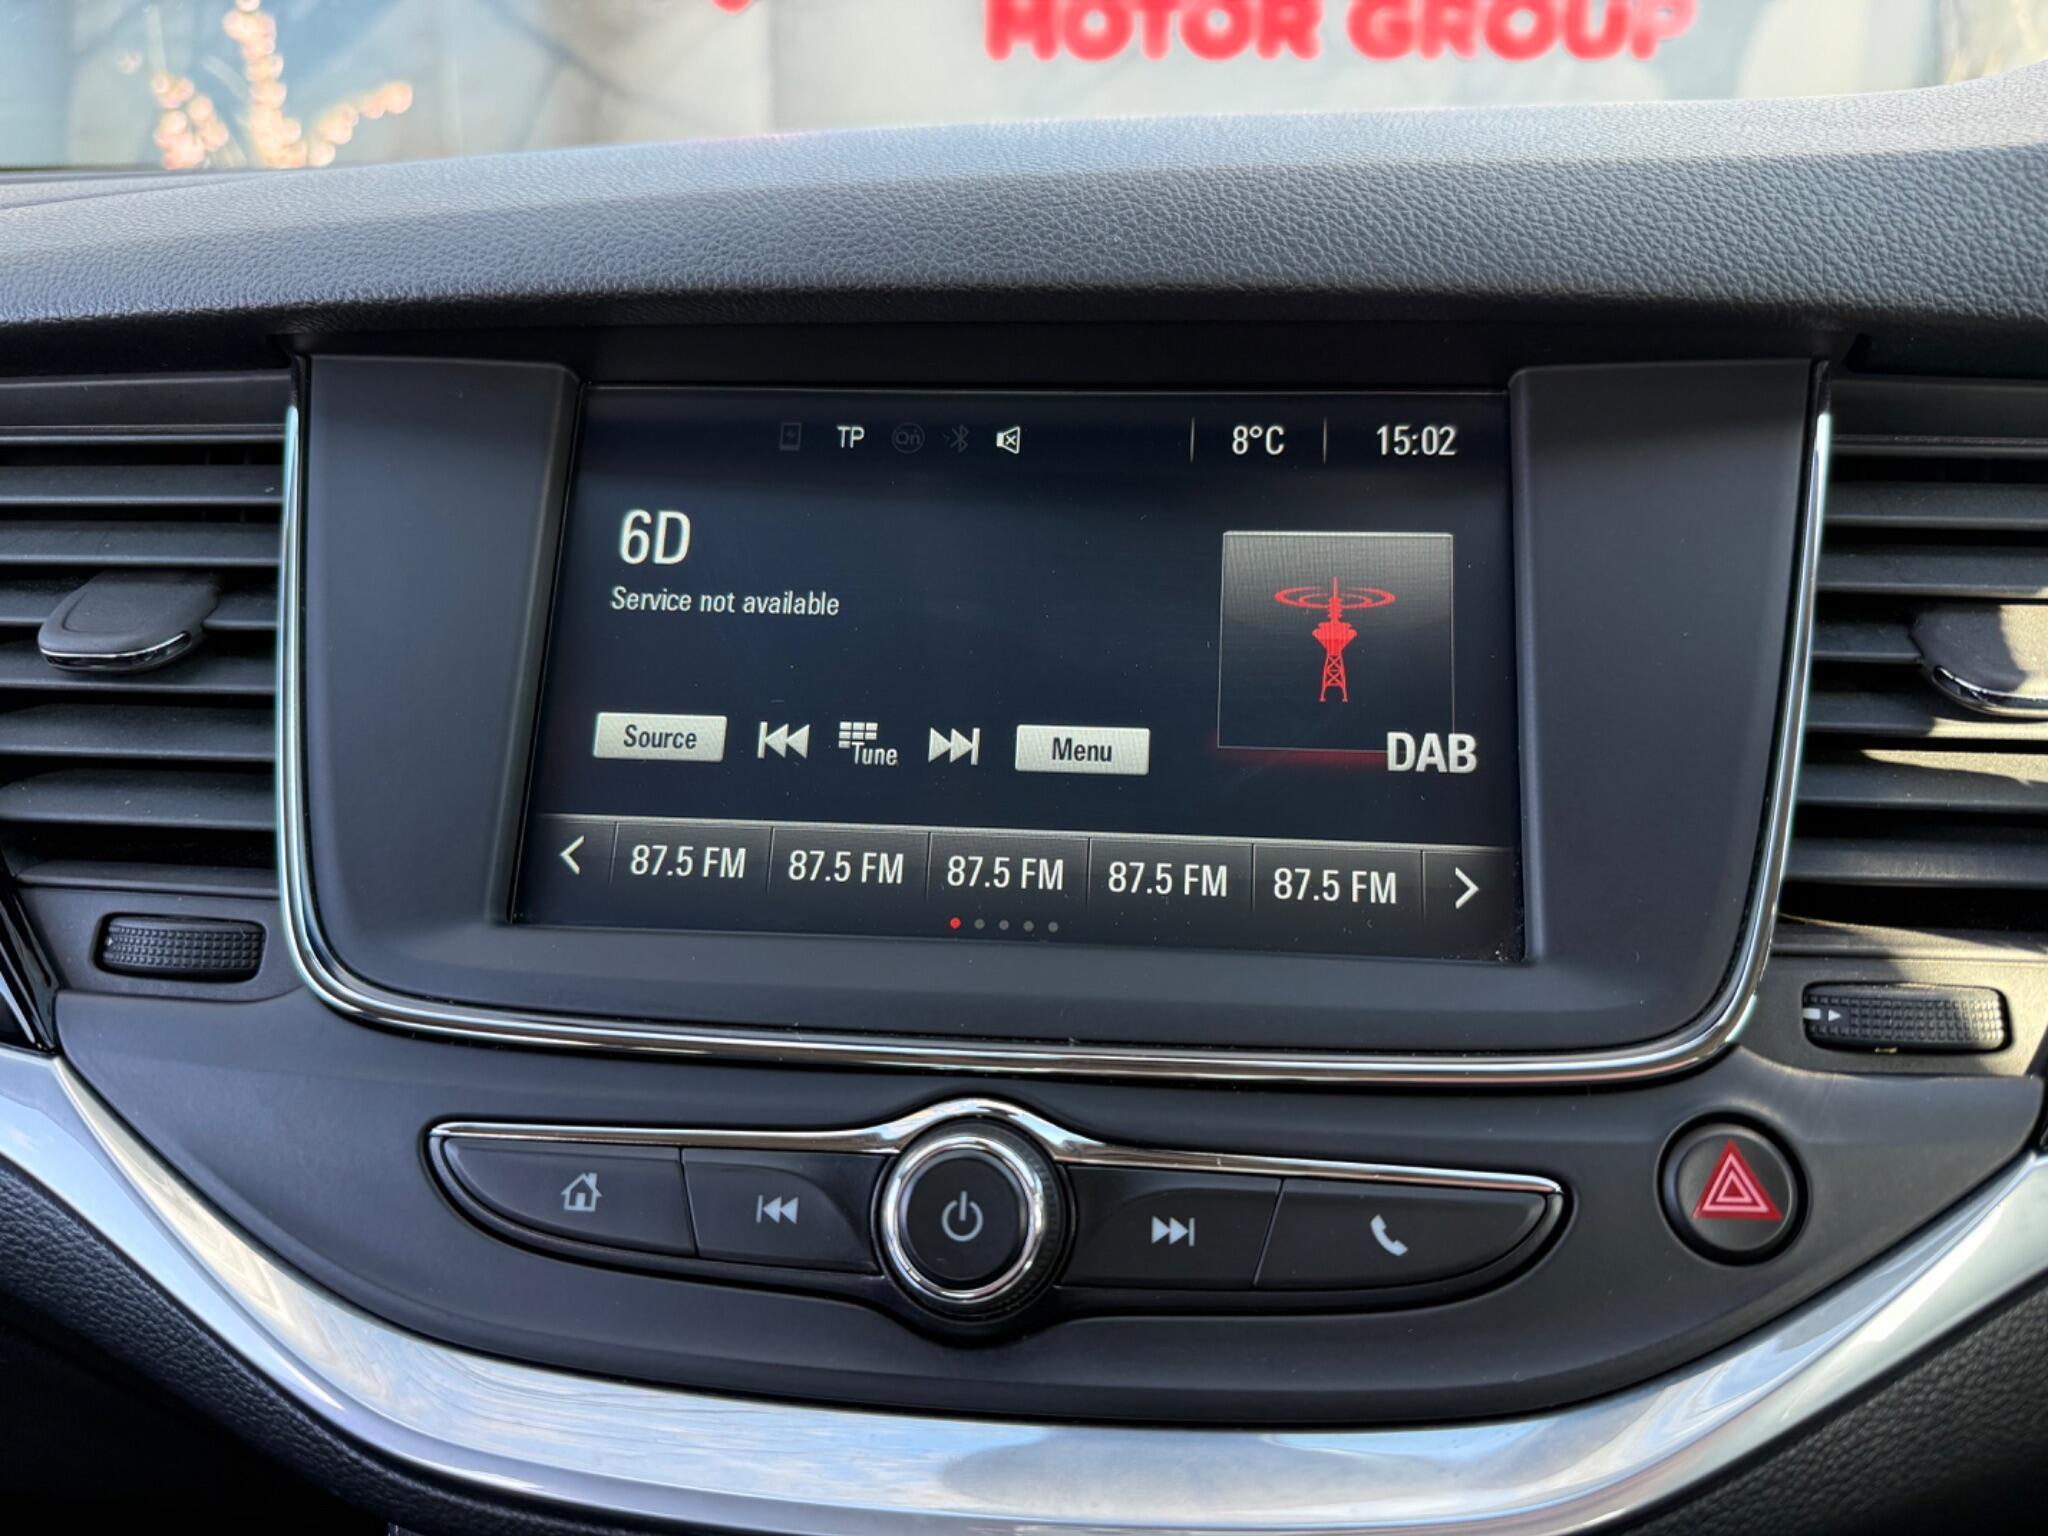 MOTOR GROUP
TP On 8°C 15:02
6D
Service not available
Source Tune Menu
DAB
87.5 FM 87.5 FM 87.5 FM 87.5 FM 87.5 FM